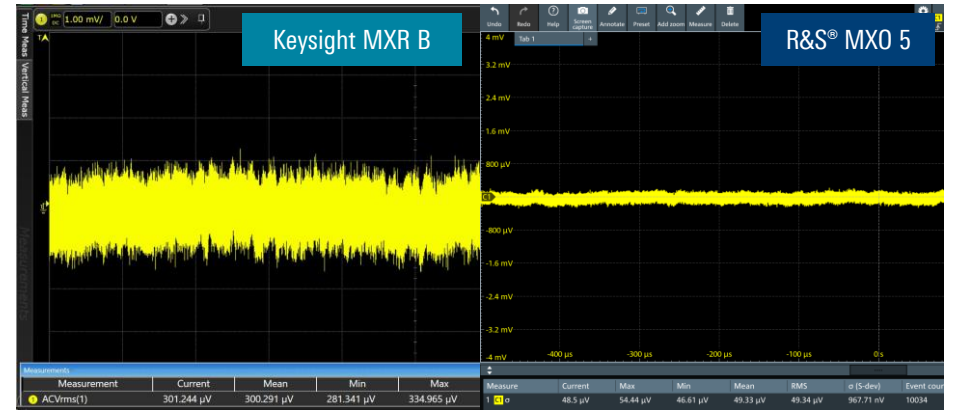 Keysight MXR B
R&S® MXO 5
Time Meas
Vertical Meas
Measurements
1 1.00 mV/ 0.0 V
Undo Redo Help Screen capture Annotate Preset Add zoom Measure Delete
Tab 1 +
4 mV
3.2 mV
2.4 mV
1.6 mV
800 µV
C1
-800 µV
-1.6 mV
-2.4 mV
-3.2 mV
-4 mV
-400 µs -300 µs -200 µs -100 µs 0 s
Measurements
Measurement Current Mean Min Max
1 ACVrms(1) 301.244 µV 300.291 µV 281.341 µV 334.965 µV
Measure Current Max Min Mean RMS σ (S-dev) Event coun
1 C1 σ 48.5 µV 54.44 µV 46.61 µV 49.33 µV 49.34 µV 967.71 nV 10034